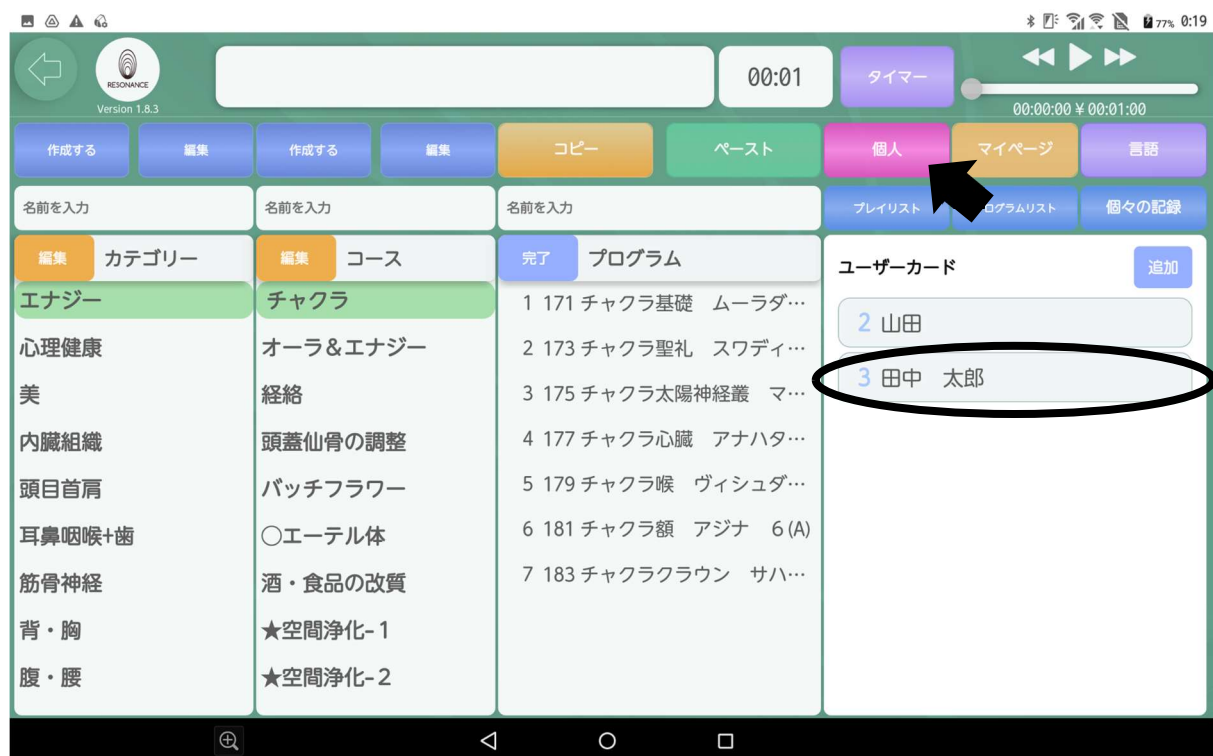 77% 0:19
RESONANCE
Version 1.8.3
00:01
タイマー
00:00:00 ¥ 00:01:00
作成する 編集 作成する 編集 コピー ペースト 個人 マイページ 言語
名前を入力 名前を入力 名前を入力 プレイリスト ログラムリスト 個々の記録
編集 カテゴリー
エナジー
心理健康
美
内臓組織
頭目首肩
耳鼻咽喉+歯
筋骨神経
背・胸
腹・腰
編集 コース
チャクラ
オーラ&エナジー
経絡
頭蓋仙骨の調整
バッチフラワー
○エーテル体
酒・食品の改質
★空間浄化-1
★空間浄化-2
完了 プログラム
1 171 チャクラ基礎 ムーラダ…
2 173 チャクラ聖礼 スワディ…
3 175 チャクラ太陽神経叢 マ…
4 177 チャクラ心臓 アナハタ…
5 179 チャクラ喉 ヴィシュダ…
6 181 チャクラ額 アジナ 6(A)
7 183 チャクラクラウン サハ…
ユーザーカード 追加
2 山田
3 田中 太郎